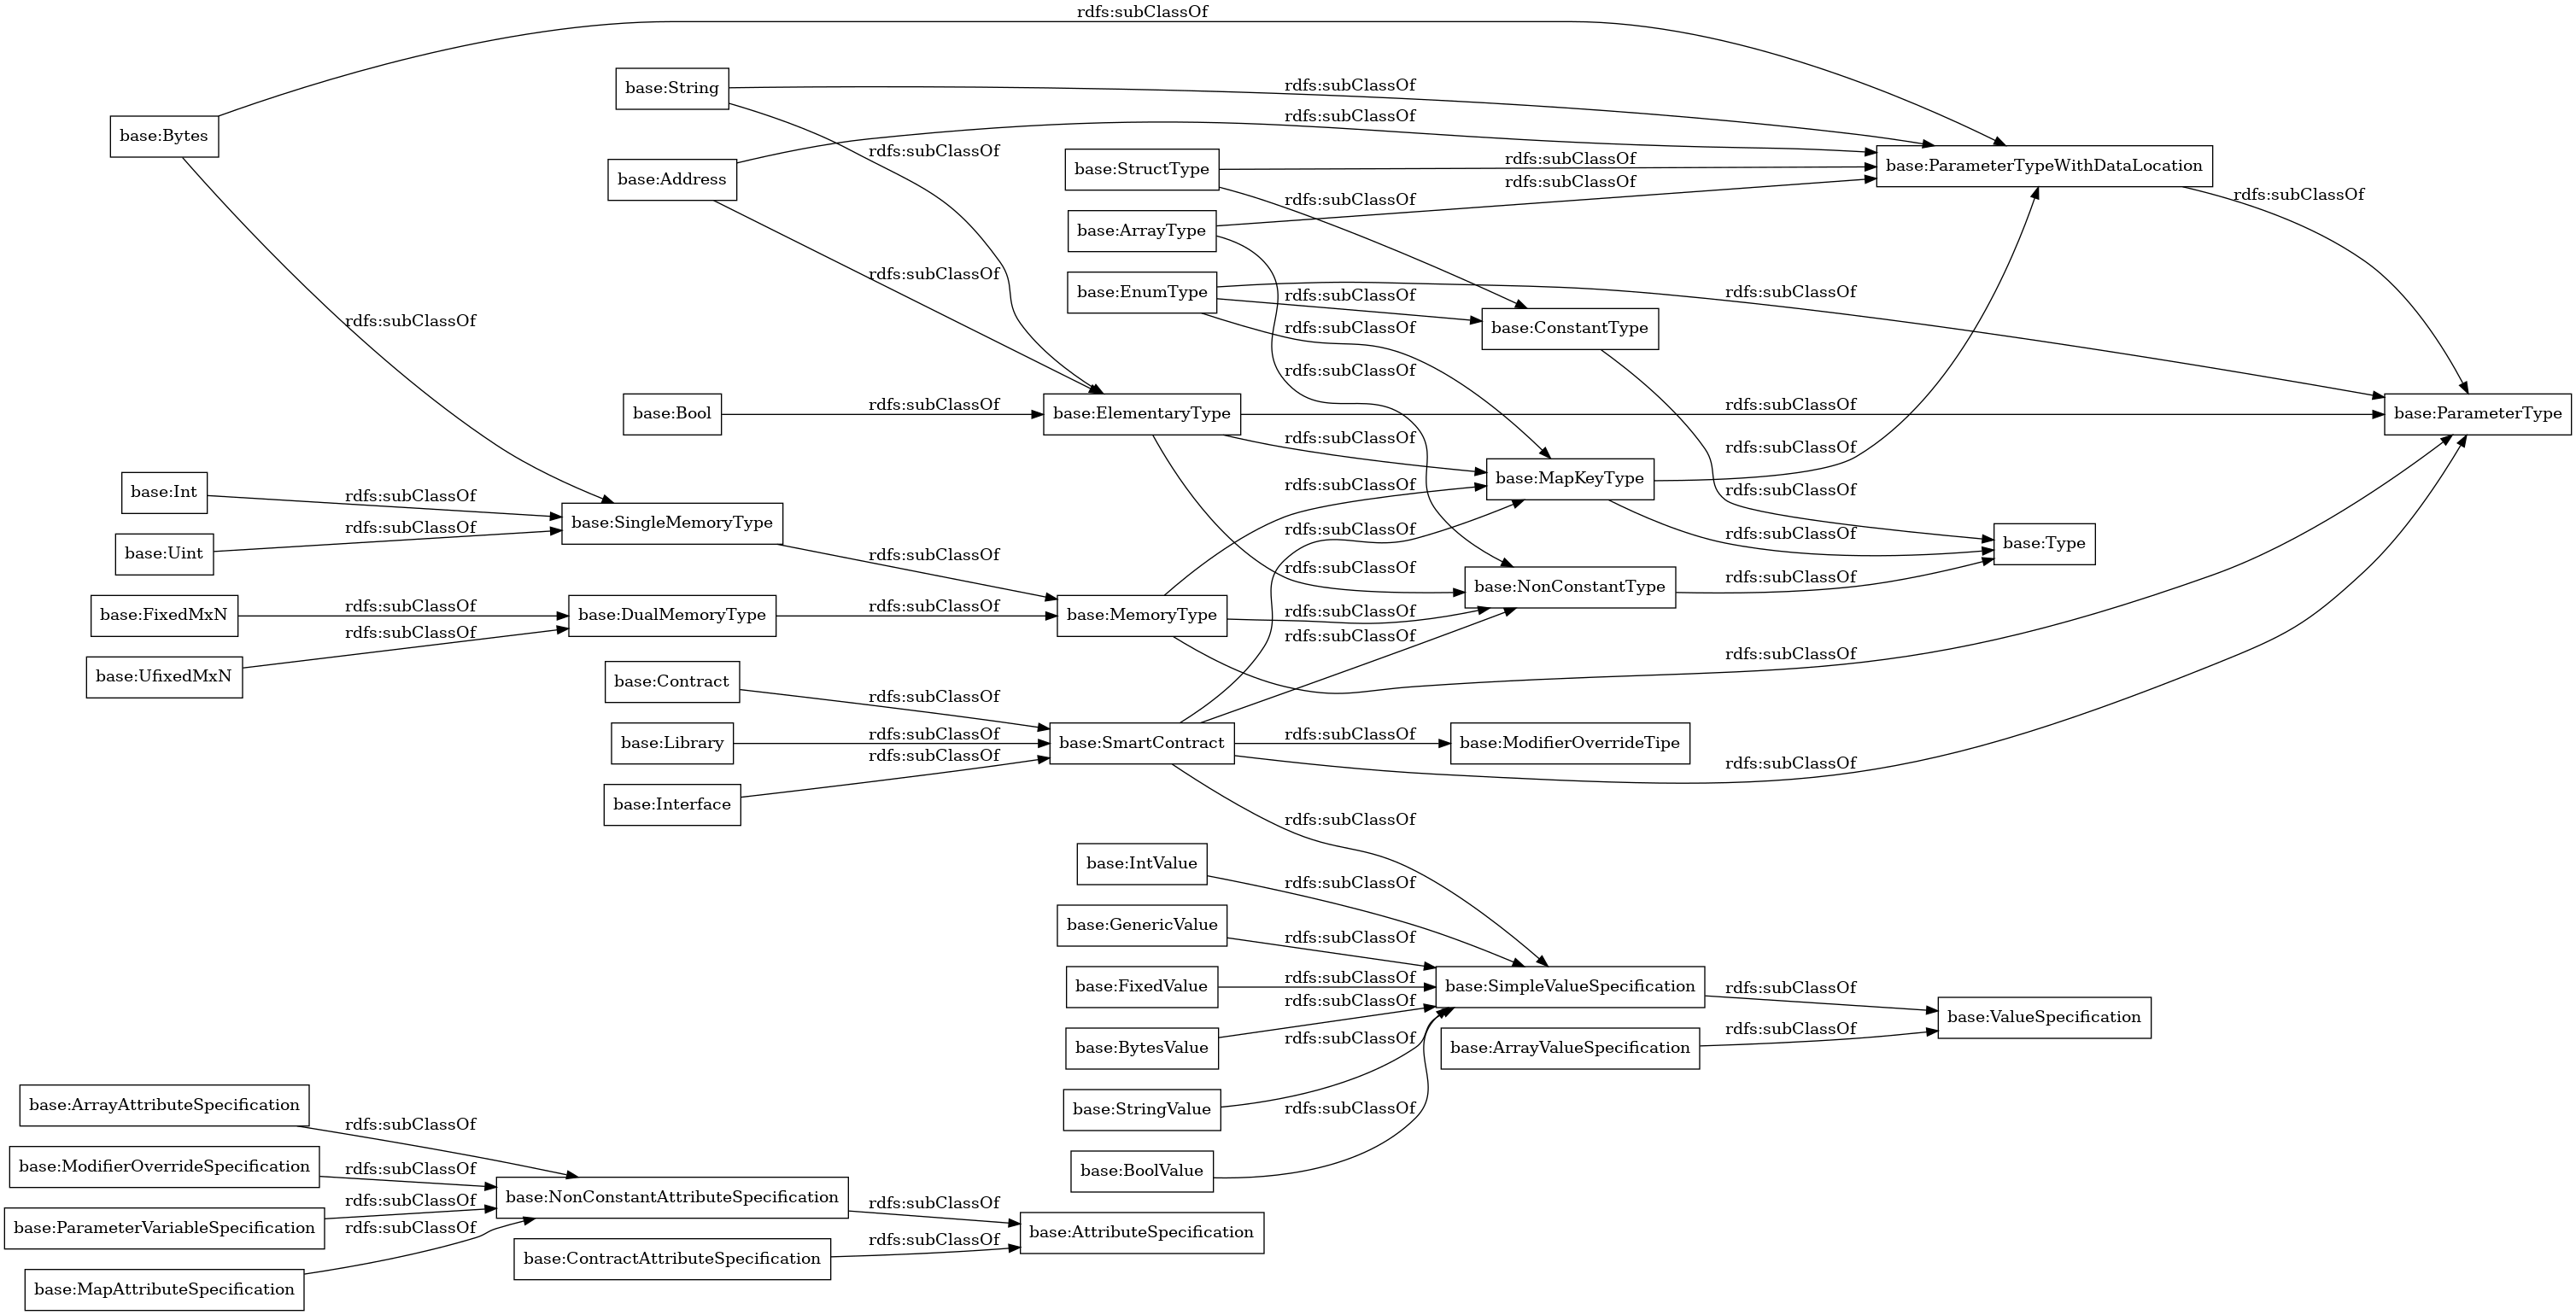 rdfs:subClassOf
base:String
rdfs:subClassOf
rdfs:subClassOf
base:Bytes
rdfs:subClassOf
base:StructType
rdfs:subClassOf
base:ParameterTypeWithDataLocation
base:Address
rdfs:subClassOf
rdfs:subClassOf
rdfs:subClassOf
base:ArrayType
rdfs:subClassOf
base:EnumType
rdfs:subClassOf
rdfs:subClassOf
rdfs:subClassOf
rdfs:subClassOf
rdfs:subClassOf
base:ConstantType
rdfs:subClassOf
base:Bool
rdfs:subClassOf
base:ElementaryType
rdfs:subClassOf
base:ParameterType
rdfs:subClassOf
rdfs:subClassOf
base:MapKeyType
base:Int
rdfs:subClassOf
rdfs:subClassOf
rdfs:subClassOf
base:SingleMemoryType
base:Uint
rdfs:subClassOf
rdfs:subClassOf
rdfs:subClassOf
base:Type
rdfs:subClassOf
rdfs:subClassOf
rdfs:subClassOf
base:NonConstantType
base:FixedMxN
rdfs:subClassOf
base:DualMemoryType
rdfs:subClassOf
base:MemoryType
rdfs:subClassOf
rdfs:subClassOf
rdfs:subClassOf
rdfs:subClassOf
base:UfixedMxN
base:Contract
rdfs:subClassOf
base:Library
rdfs:subClassOf
base:SmartContract
rdfs:subClassOf
base:ModifierOverrideTipe
rdfs:subClassOf
rdfs:subClassOf
base:Interface
rdfs:subClassOf
base:IntValue
rdfs:subClassOf
base:GenericValue
rdfs:subClassOf
base:FixedValue
rdfs:subClassOf
base:SimpleValueSpecification
rdfs:subClassOf
rdfs:subClassOf
base:ValueSpecification
base:BytesValue
rdfs:subClassOf
base:ArrayValueSpecification
rdfs:subClassOf
base:StringValue
rdfs:subClassOf
base:BoolValue
base:ArrayAttributeSpecification
rdfs:subClassOf
base:ModifierOverrideSpecification
rdfs:subClassOf
base:NonConstantAttributeSpecification
rdfs:subClassOf
base:ParameterVariableSpecification
rdfs:subClassOf
rdfs:subClassOf
base:AttributeSpecification
base:ContractAttributeSpecification
rdfs:subClassOf
base:MapAttributeSpecification